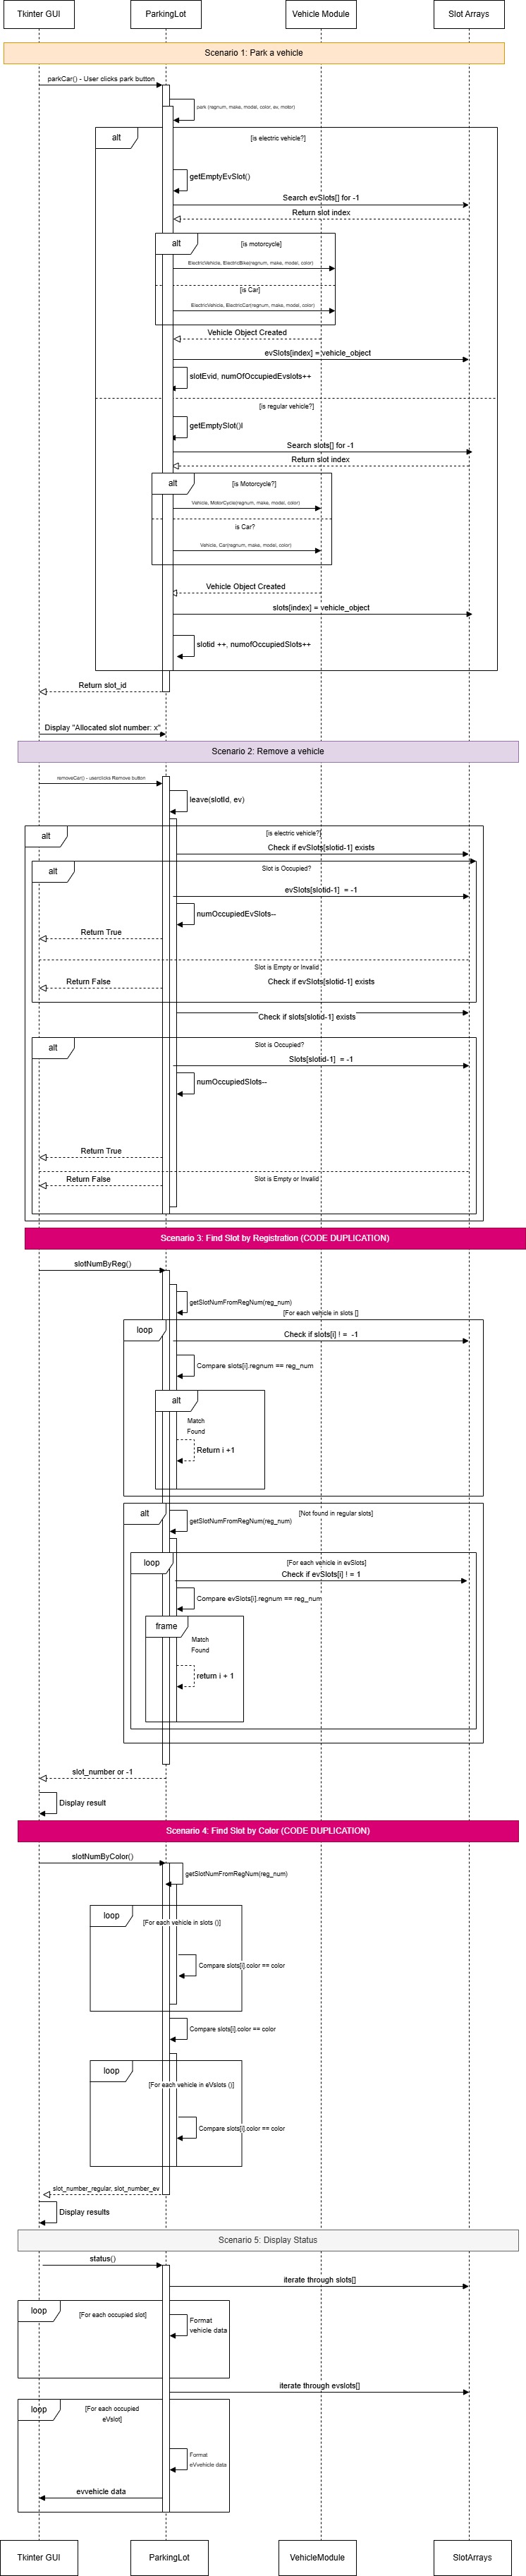 Tkinter GUI
ParkingLot
Vehicle Module
Slot Arrays
Scenario 1: Park a vehicle
parkCar() - User clicks park button
park (regnum, make, model, color, ev, motor)
alt
[is electric vehicle?]
getEmptyEvSlot()
Search evSlots[] for -1
Return slot index
alt
[is motorcycle]
ElectricVehicle, ElectricBike(regnum, make, model, color)
[is Car]
ElectricVehicle, ElectricCar(regnum, make, model, color)
Vehicle Object Created
evSlots[index] = vehicle_object
slotEvid, numOfOccupiedEvslots++
[is regular vehicle?]
getEmptySlot()l
Search slots[] for -1
Return slot index
alt
[is Motorcycle?]
Vehicle, MotorCycle(regnum, make, model, color)
is Car?
Vehicle, Car(regnum, make, model, color)
Vehicle Object Created
slots[index] = vehicle_object
slotid ++, numofOccupiedSlots++
Return slot_id
Display "Allocated slot number: x"
Scenario 2: Remove a vehicle
removeCar() - userclicks Remove button
leave(slotId, ev)
alt
[is electric vehicle?]
Check if evSlots[slotid-1] exists
alt
Slot is Occupied?
evSlots[slotid-1]  = -1
numOccupiedEvSlots--
Return True
Slot is Empty or Invalid
Return False
Check if evSlots[slotid-1] exists
Check if slots[slotid-1] exists
alt
Slot is Occupied?
Slots[slotid-1]  = -1
numOccupiedSlots--
Return True
Slot is Empty or Invalid
Return False
Scenario 3: Find Slot by Registration (CODE DUPLICATION)
slotNumByReg()
getSlotNumFromRegNum(reg_num)
[For each vehicle in slots []
loop
Check if slots[i] ! =  -1
Compare slots[i].regnum == reg_num
alt
Match
Found
Return i +1
alt
[Not found in regular slots]
getSlotNumFromRegNum(reg_num)
loop
[For each vehicle in evSlots]
Check if evSlots[i] ! = 1
Compare evSlots[i].regnum == reg_num
frame
Match
Found
return i + 1
slot_number or -1
Display result
Scenario 4: Find Slot by Color (CODE DUPLICATION)
slotNumByColor()
getSlotNumFromRegNum(reg_num)
loop
[For each vehicle in slots ()]
Compare slots[i].color == color
Compare slots[i].color == color
loop
[For each vehicle in eVslots ()]
Compare slots[i].color == color
slot_number_regular, slot_number_ev
Display results
Scenario 5: Display Status
status()
iterate through slots[]
loop
[For each occupied slot]
Format
vehicle data
iterate through evslots[]
loop
[For each occupied
eVslot]
Format
eVvehicle data
evvehicle data
Tkinter GUI
ParkingLot
VehicleModule
SlotArrays